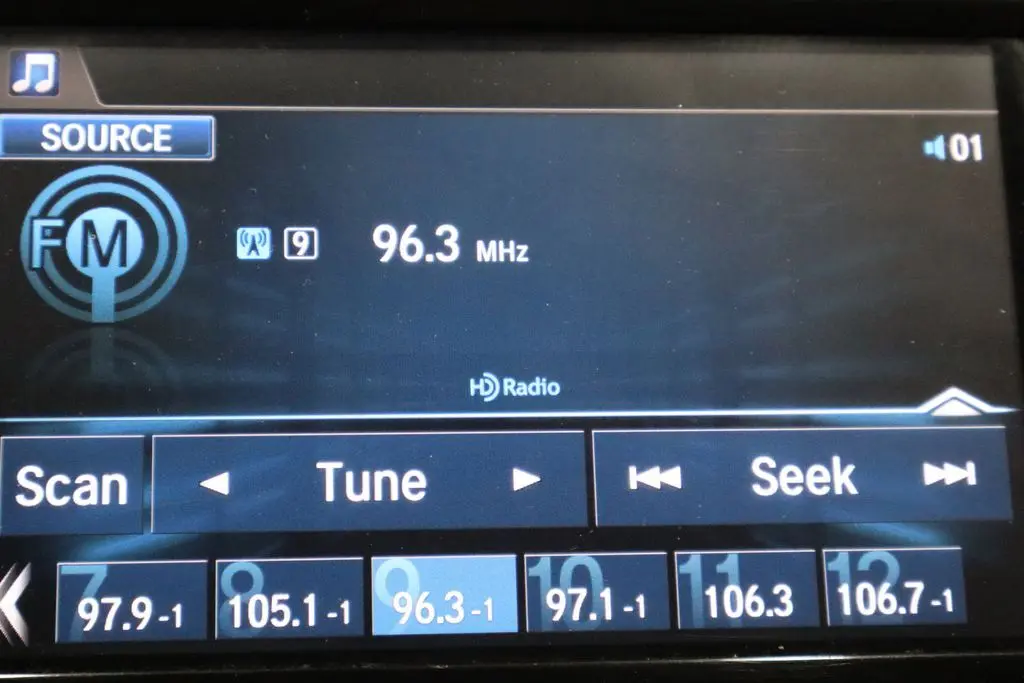 SOURCE
01
FM
9 96.3 MHz
HD Radio
Scan
Tune
Seek
7 97.9-1
8 105.1-1
9 96.3-1
10 97.1-1
11 106.3
12 106.7-1